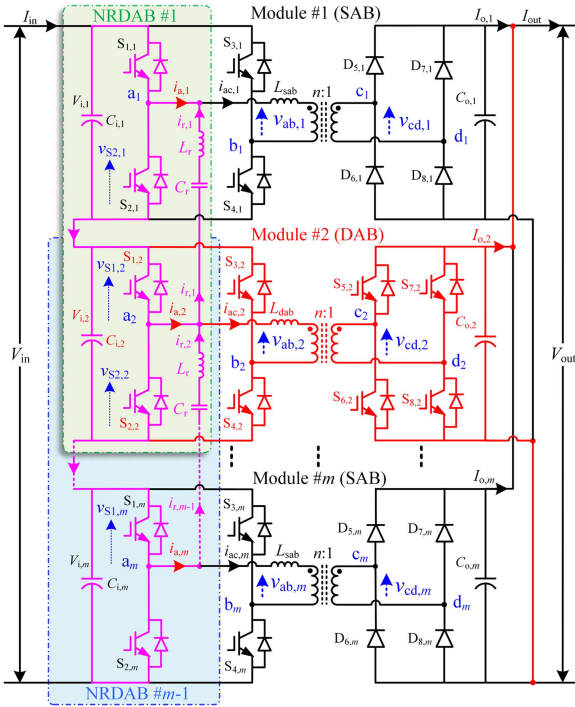 NRDAB #1
Module #1 (SAB)
I_in
I_o,1
I_out
S_1,1
S_3,1
D_5,1
D_7,1
V_i,1
C_i,1
a_1
i_a,1
i_ac,1
L_sab
n:1
c_1
C_o,1
i_r,1
L_r
v_S2,1
b_1
v_ab,1
v_cd,1
d_1
C_r
S_2,1
S_4,1
D_6,1
D_8,1
Module #2 (DAB)
I_o,2
S_1,2
S_3,2
S_5,2
S_7,2
v_S1,2
i_r,1
V_i,2
C_i,2
a_2
i_a,2
i_ac,2
L_dab
n:1
c_2
C_o,2
V_in
V_out
i_r,2
L_r
b_2
v_ab,2
v_cd,2
d_2
v_S2,2
C_r
S_2,2
S_4,2
S_6,2
S_8,2
Module #m (SAB)
I_o,m
S_1,m
S_3,m
D_5,m
D_7,m
v_S1,m
i_r,m-1
V_i,m
C_i,m
a_m
i_a,m
i_ac,m
L_sab
n:1
c_m
C_o,m
b_m
v_ab,m
v_cd,m
d_m
S_2,m
S_4,m
D_6,m
D_8,m
NRDAB #m-1